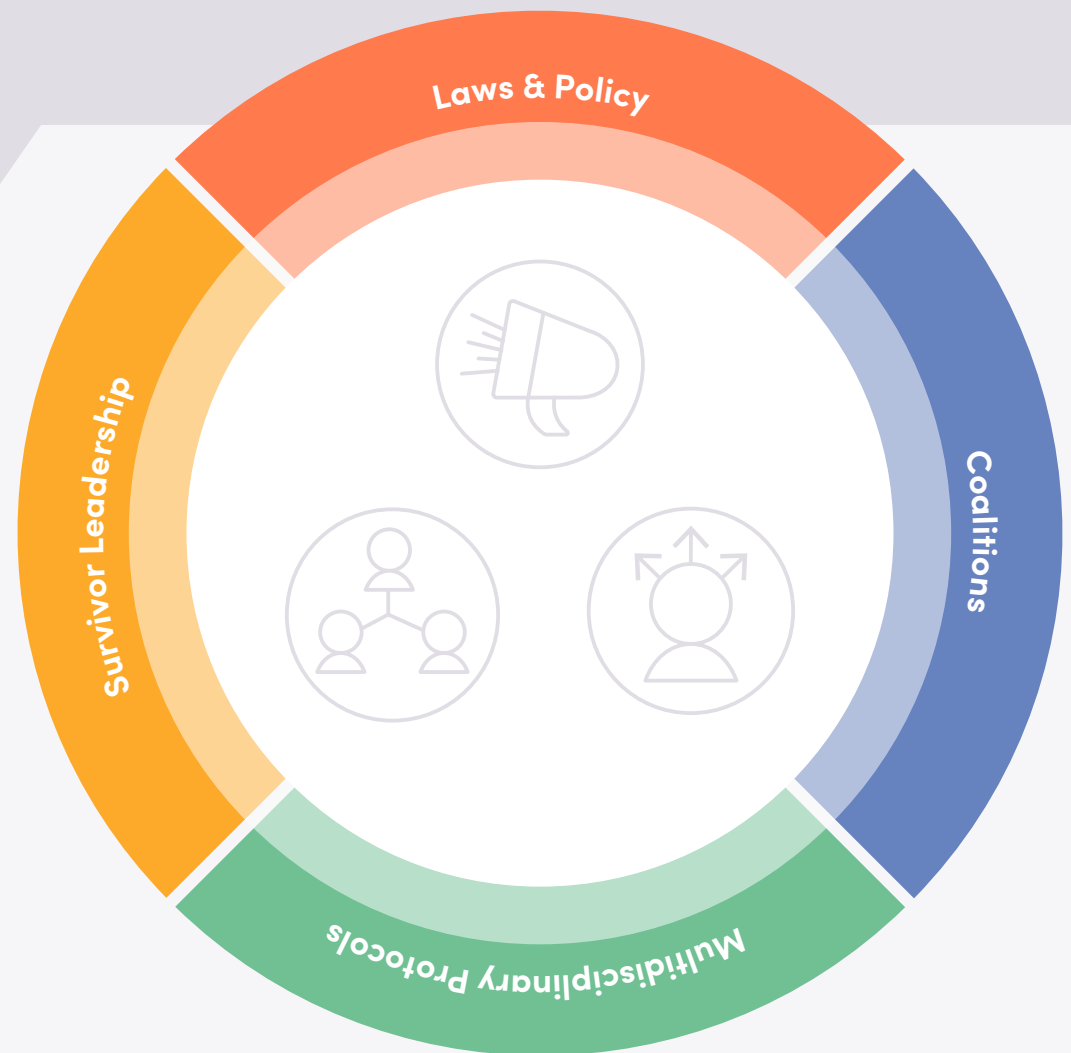 Laws & Policy
Coalitions
Multidisciplinary Protocols
Survivor Leadership